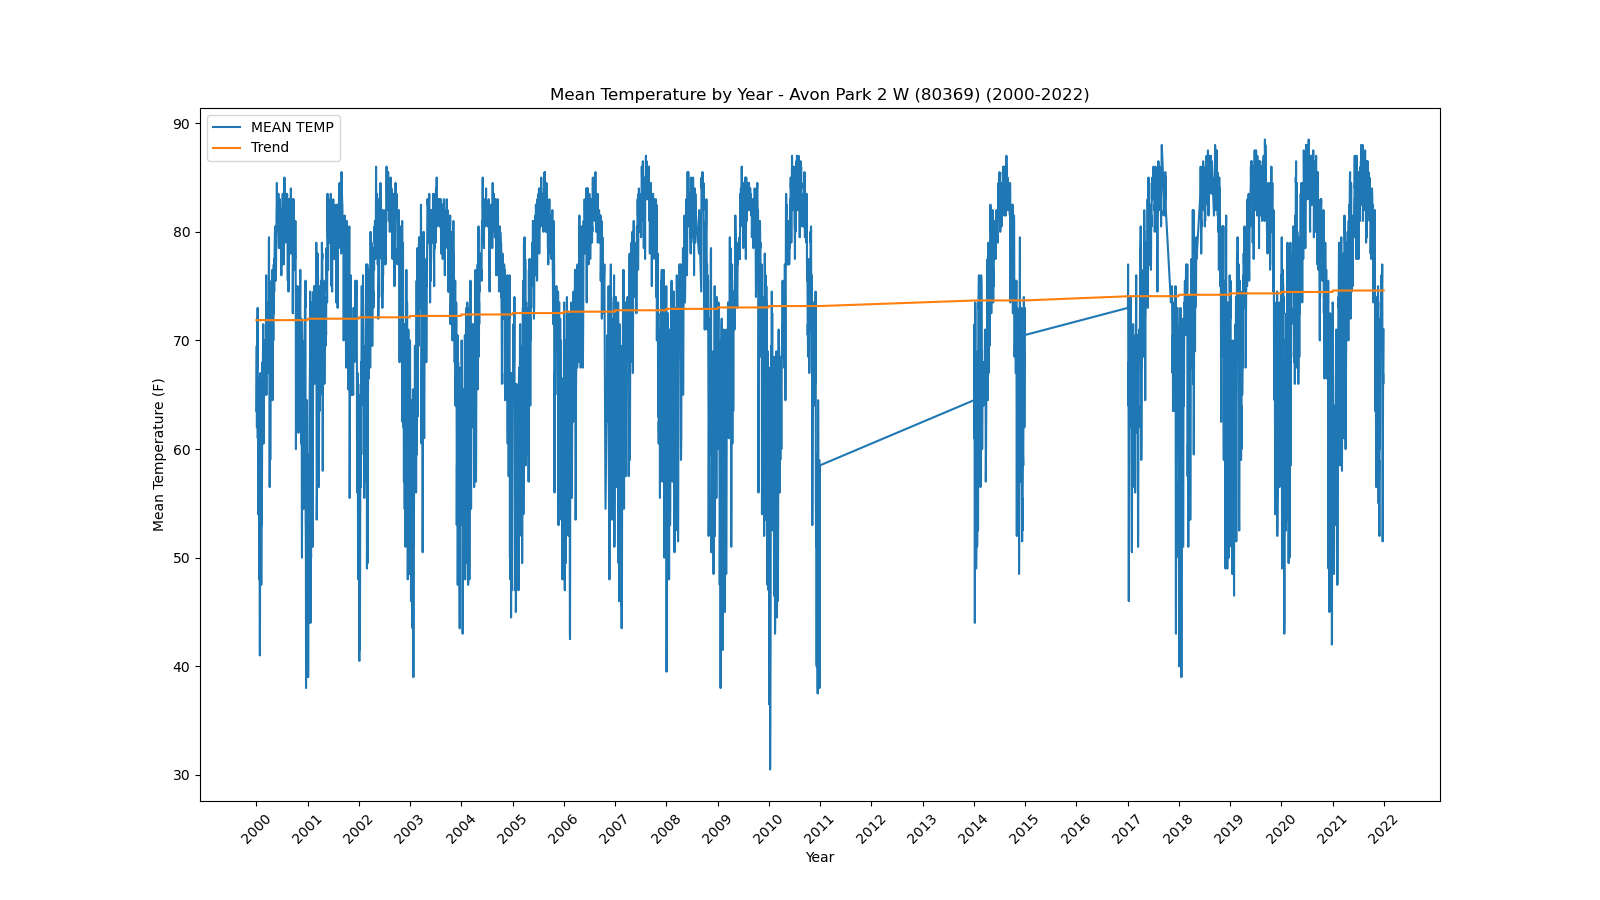 Mean Temperature by Year - Avon Park 2 W (80369) (2000-2022)
MEAN TEMP
Trend
90
80
70
60
50
40
30
Mean Temperature (F)
2000 2001 2002 2003 2004 2005 2006 2007 2008 2009 2010 2011 2012 2013 2014 2015 2016 2017 2018 2019 2020 2021 2022
Year